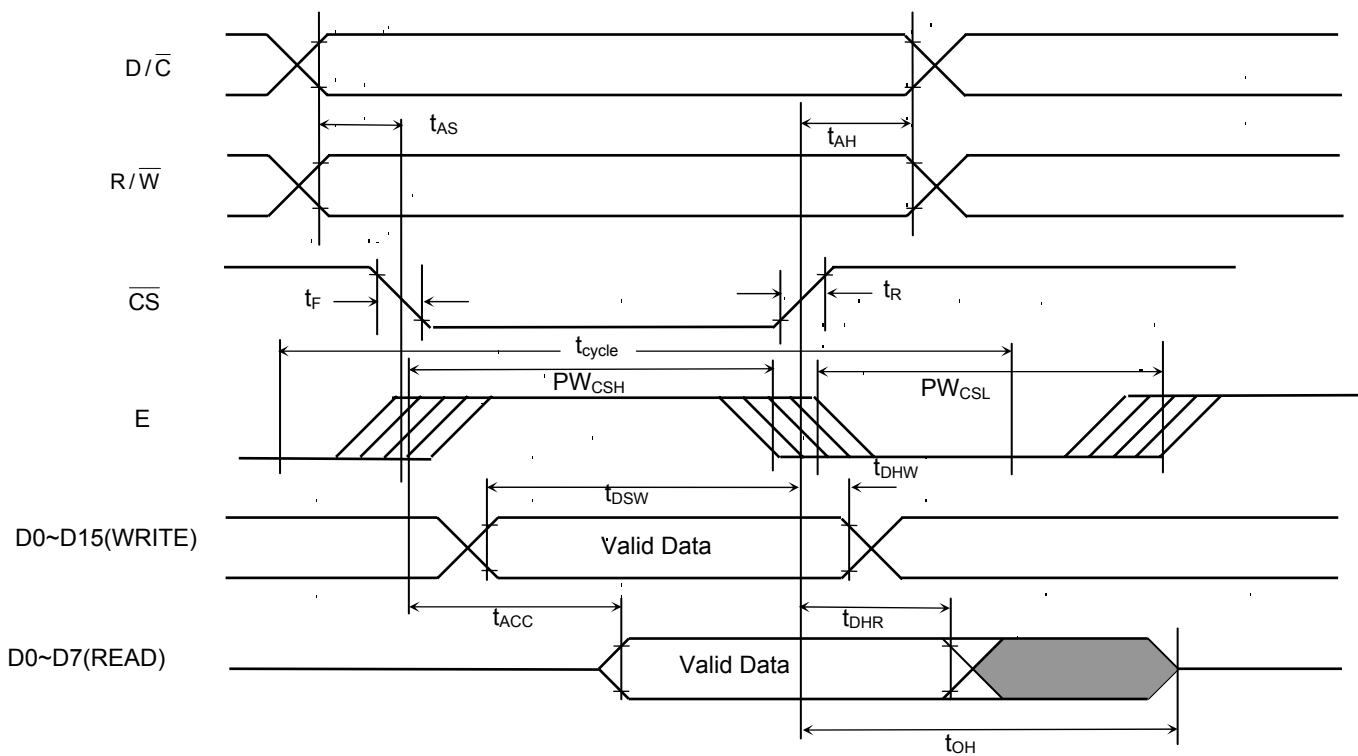 D/C̅
t_AS
t_AH
R/W̅
C̅S̅
t_F
t_R
t_cycle
PW_CSH
PW_CSL
E
t_DHW
t_DSW
D0~D15(WRITE)
Valid Data
t_ACC
t_DHR
D0~D7(READ)
Valid Data
t_OH